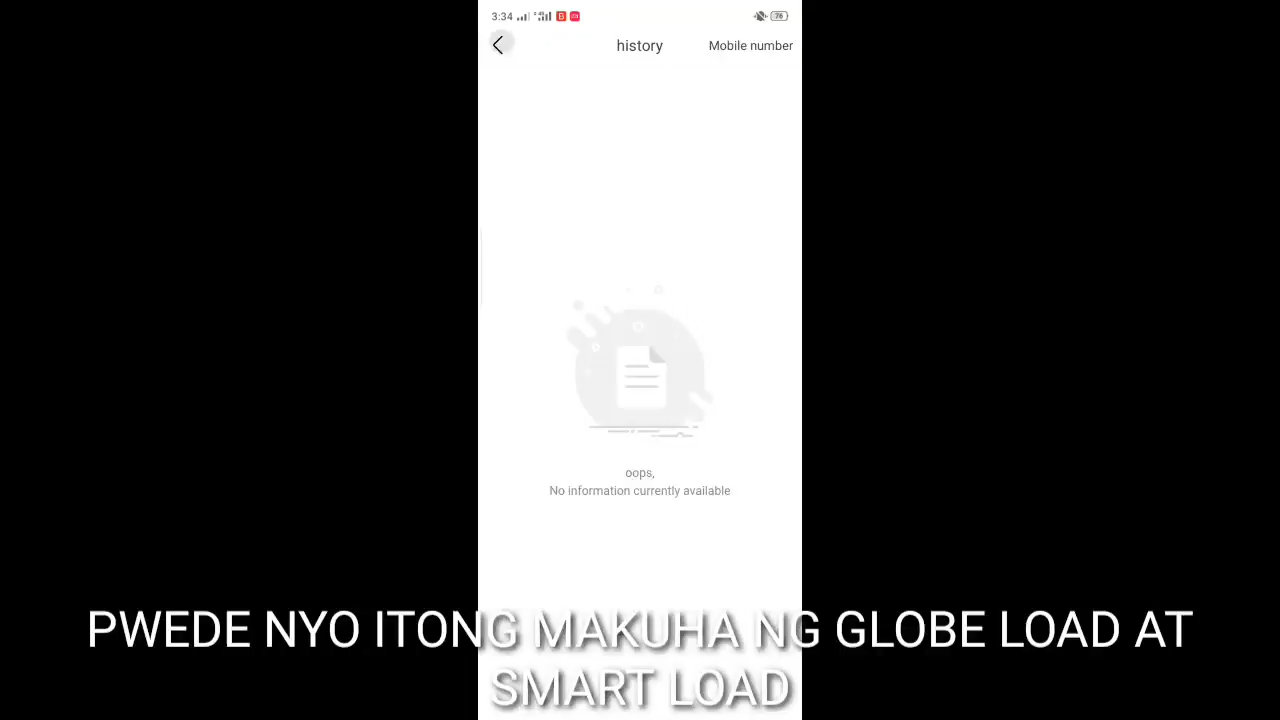 3:34
76
history
Mobile number
oops,
No information currently available
PWEDE NYO ITONG MAKUHA NG GLOBE LOAD AT
SMART LOAD